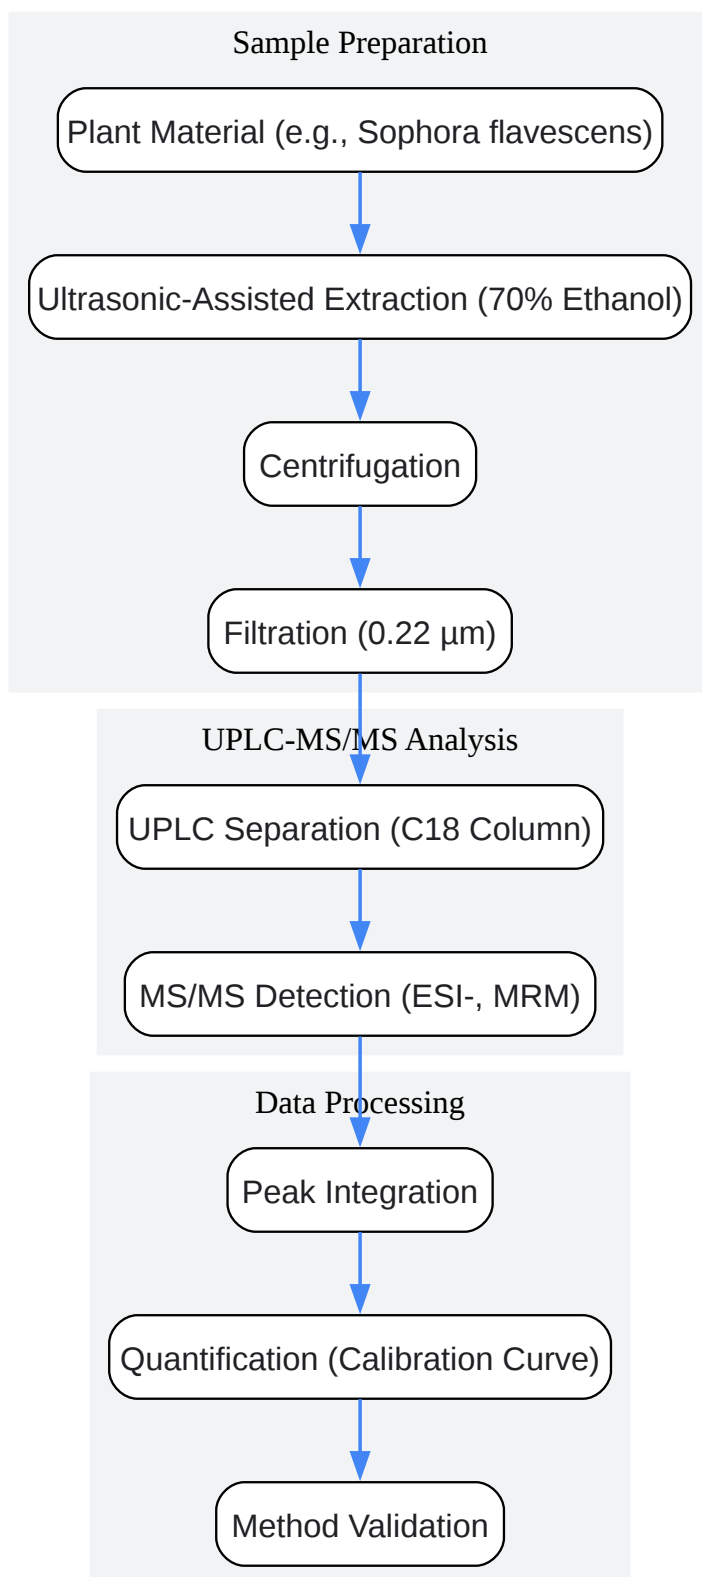 Sample Preparation
Plant Material (e.g., Sophora flavescens)
Ultrasonic-Assisted Extraction (70% Ethanol)
Centrifugation
Filtration (0.22 µm)
UPLC-MS/MS Analysis
UPLC Separation (C18 Column)
MS/MS Detection (ESI-, MRM)
Data Processing
Peak Integration
Quantification (Calibration Curve)
Method Validation